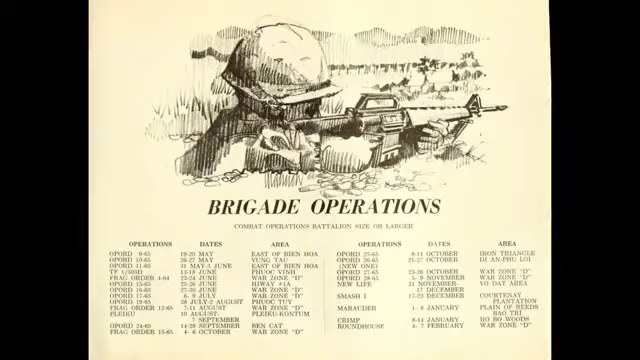 BRIGADE OPERATIONS
COMBAT OPERATIONS BATTALION SIZE OR LARGER
OPERATIONS DATES AREA
OPORD 9-65 19-20 MAY EAST OF BIEN HOA
OPORD 10-65 26-27 MAY VUNG TAU
OPORD 11-65 31 MAY-3 JUNE EAST OF BIEN HOA
TF 1/503D 13-18 JUNE PHUOC VINH
FRAG ORDER 4-64 23-24 JUNE WAR ZONE "D"
OPORD 15-65 25-26 JUNE HIWAY #1A
OPORD 16-65 27-30 JUNE WAR ZONE "D"
OPORD 17-65 6-9 JULY WAR ZONE "D"
OPORD 19-65 28 JULY-2 AUGUST PHUOC TUY
FRAG ORDER 12-65 7-11 AUGUST WAR ZONE "D"
PLEIKU 10 AUGUST- PLEIKU-KONTUM
7 SEPTEMBER
OPORD 24-65 14-28 SEPTEMBER BEN CAT
FRAG ORDER 15-65 4- 6 OCTOBER WAR ZONE "D"
OPERATIONS DATES AREA
OPORD 25-65 8-11 OCTOBER IRON TRIANGLE
OPORD 26-65 21-27 OCTOBER DI AN-PHU LOI
(NEW ONE)
OPORD 27-65 23-26 OCTOBER WAR ZONE "D"
OPORD 28-65 5- 9 NOVEMBER WAR ZONE "D"
NEW LIFE 21 NOVEMBER- VO DAT AREA
17 DECEMBER
SMASH I 17-23 DECEMBER COURTENAY
PLANTATION
MARAUDER 1- 8 JANUARY PLAIN OF REEDS
BAO TRI
CRIMP 8-14 JANUARY HO BO WOODS
ROUNDHOUSE 4- 7 FEBRUARY WAR ZONE "D"